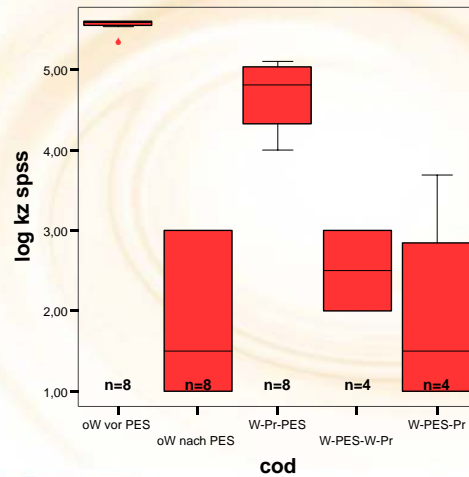 5,00
4,00
3,00
2,00
1,00
log kz spss
n=8
n=8
n=8
n=4
n=4
oW vor PES
oW nach PES
W-Pr-PES
W-PES-W-Pr
W-PES-Pr
cod